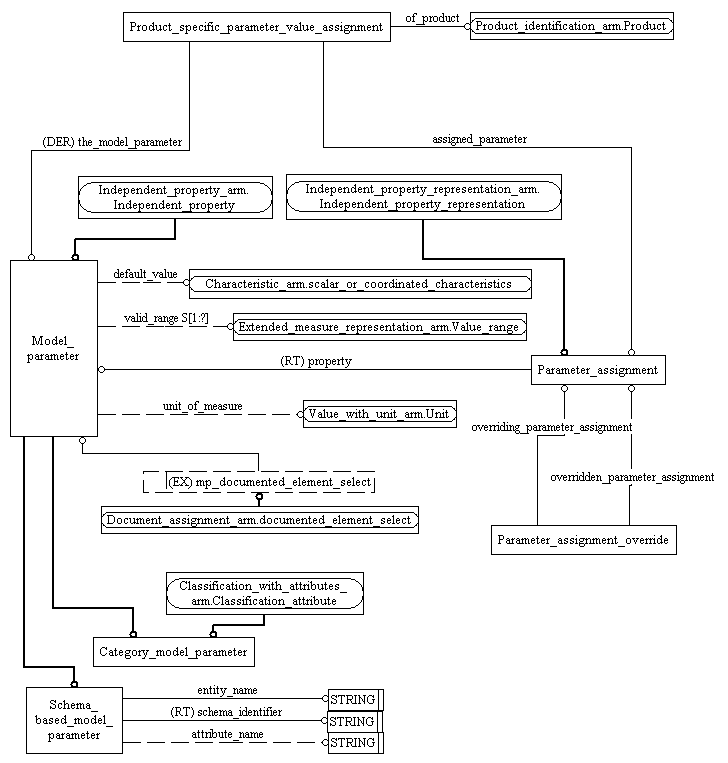 of_product
Product_specific_parameter_value_assignment
Product_identification_arm.Product
(DER) the_model_parameter
assigned_parameter
Independent_property_arm.
Independent_property
Independent_property_representation_arm.
Independent_property_representation
default_value
Characteristic_arm.scalar_or_coordinated_characteristics
valid_range S[1:?]
Extended_measure_representation_arm.Value_range
Model_
parameter
(RT) property
Parameter_assignment
unit_of_measure
Value_with_unit_arm.Unit
overriding_parameter_assignment
overridden_parameter_assignment
(EX) mp_documented_element_select
Document_assignment_arm.documented_element_select
Parameter_assignment_override
Classification_with_attributes_
arm.Classification_attribute
Category_model_parameter
Schema_
based_model_
parameter
entity_name
STRING
(RT) schema_identifier
STRING
attribute_name
STRING